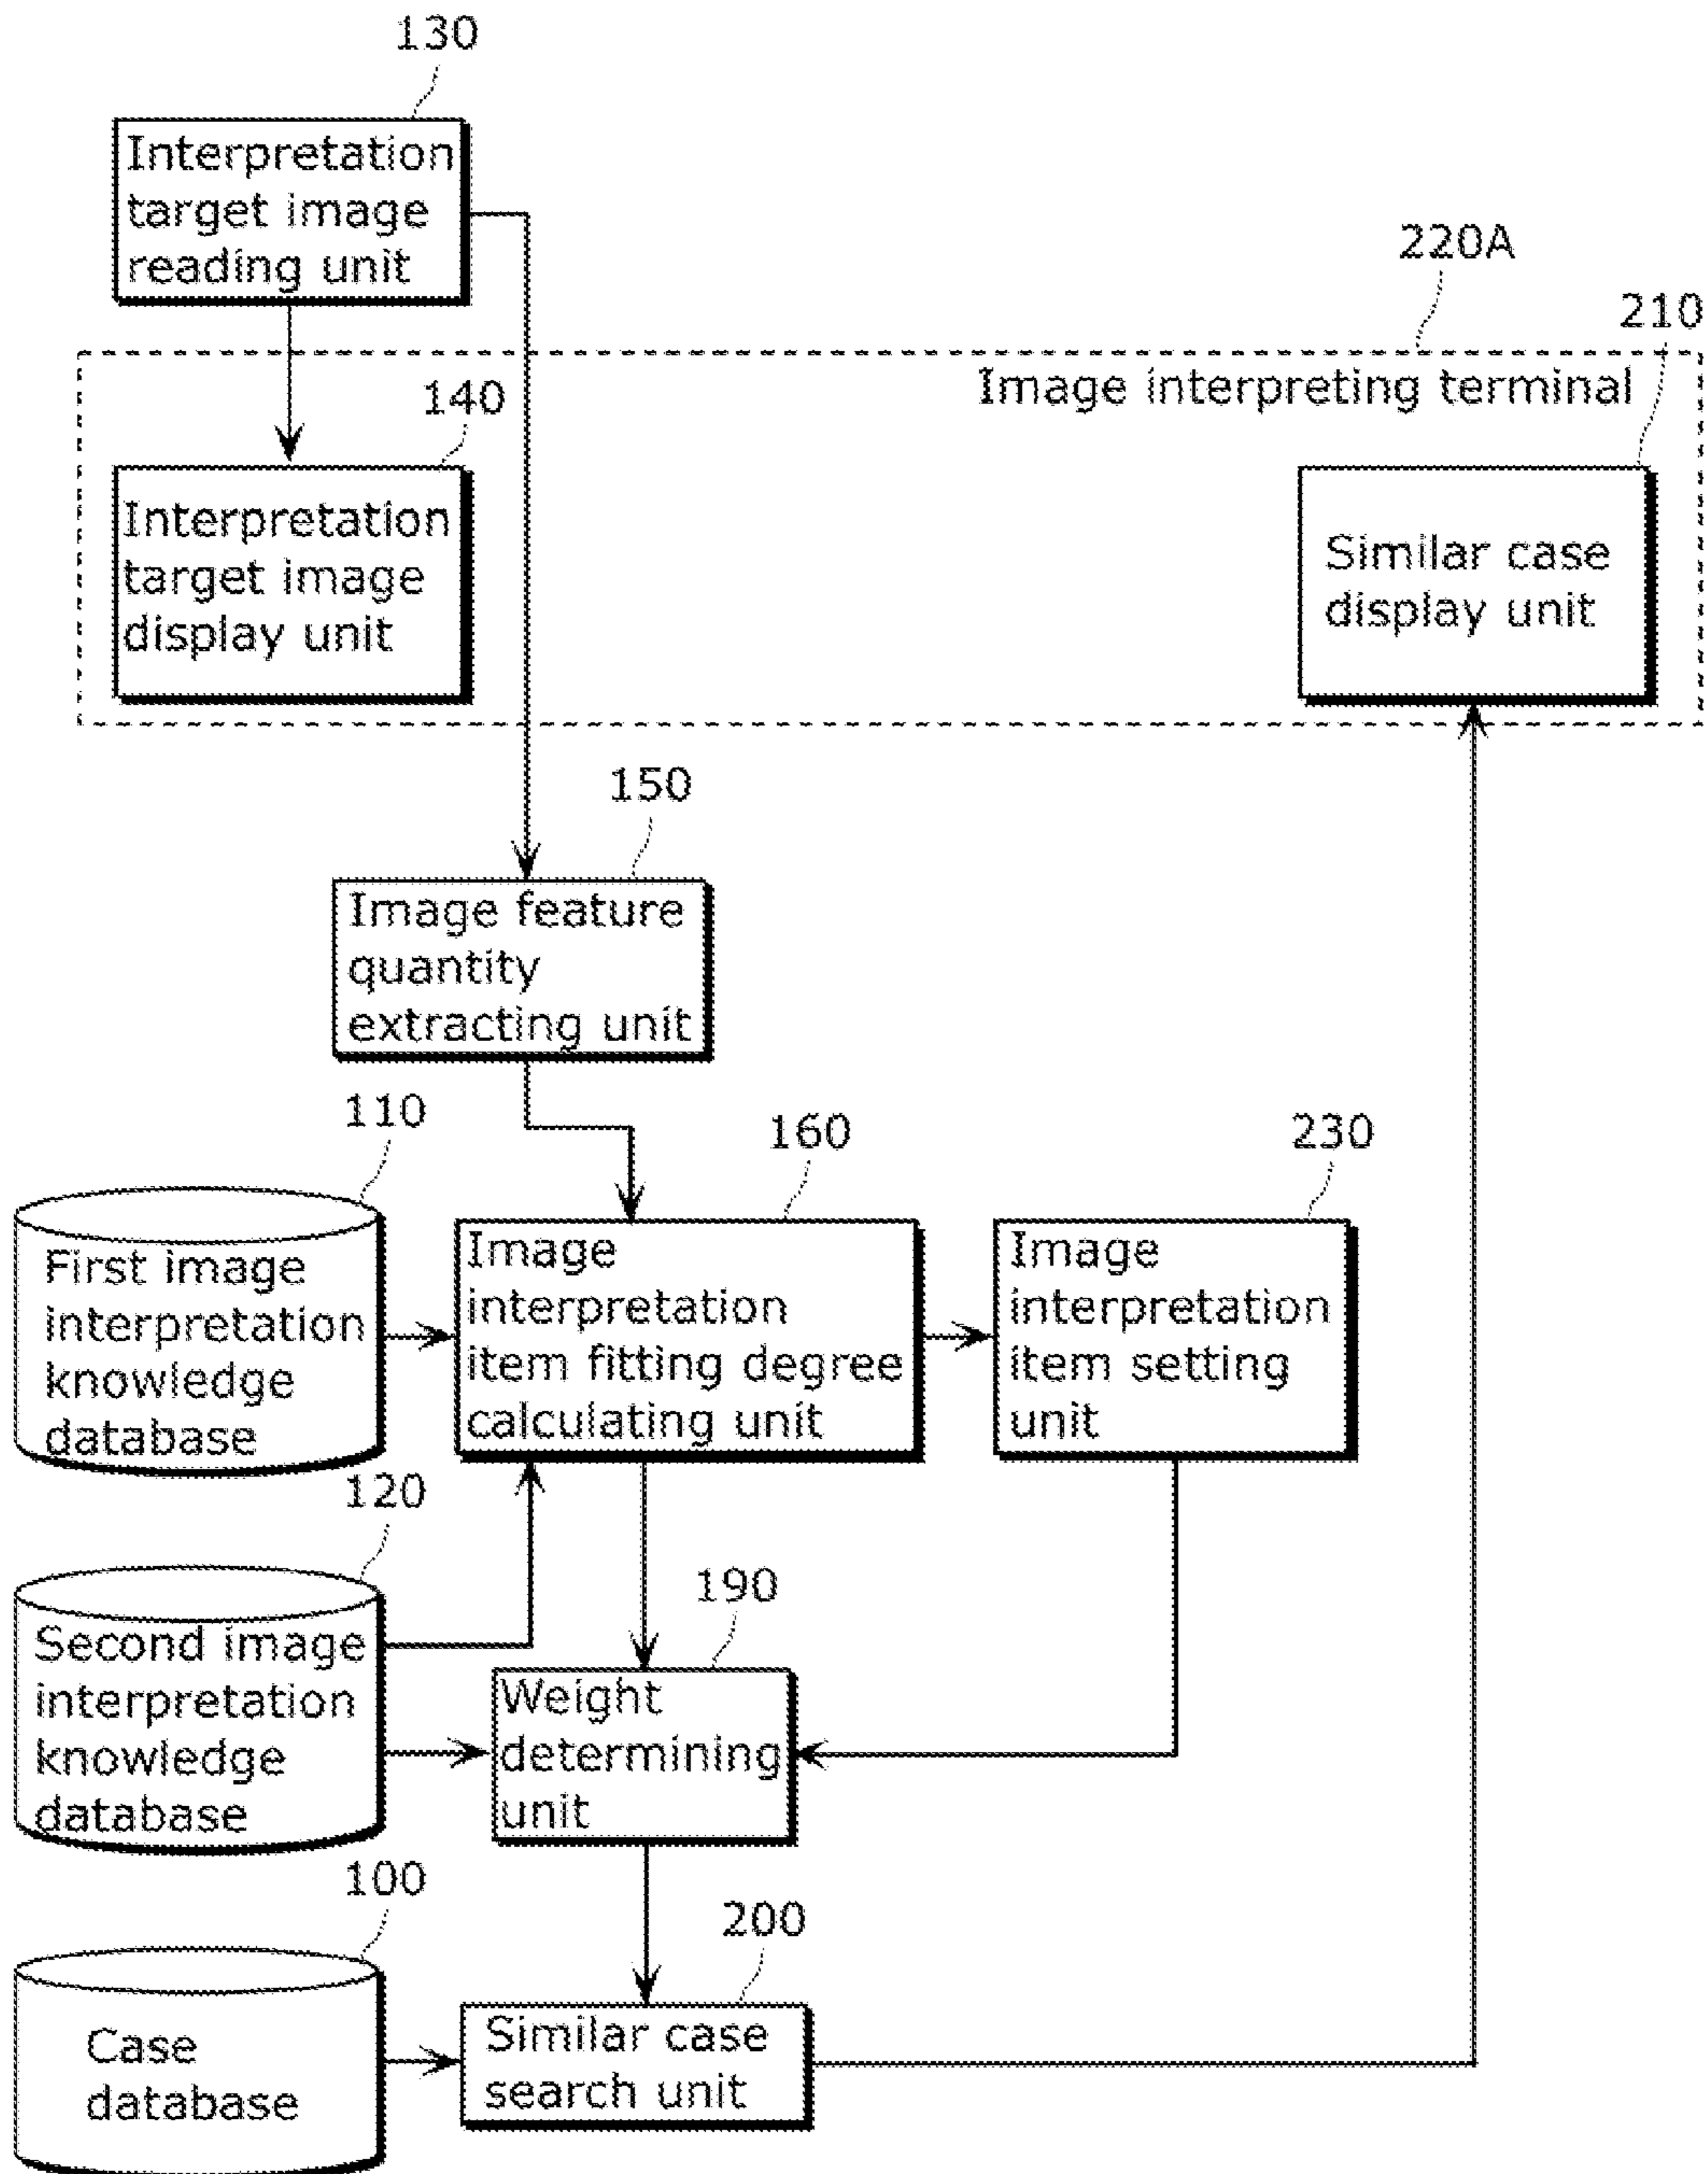 130
Interpretation
target image
reading unit
220A
210
Image interpreting terminal
140
Interpretation
target image
display unit
Similar case
display unit
150
Image feature
quantity
extracting unit
110
First image
interpretation
knowledge
database
160
Image
interpretation
item fitting degree
calculating unit
230
Image
interpretation
item setting
unit
120
Second image
interpretation
knowledge
database
190
Weight
determining
unit
100
Case
database
200
Similar case
search unit